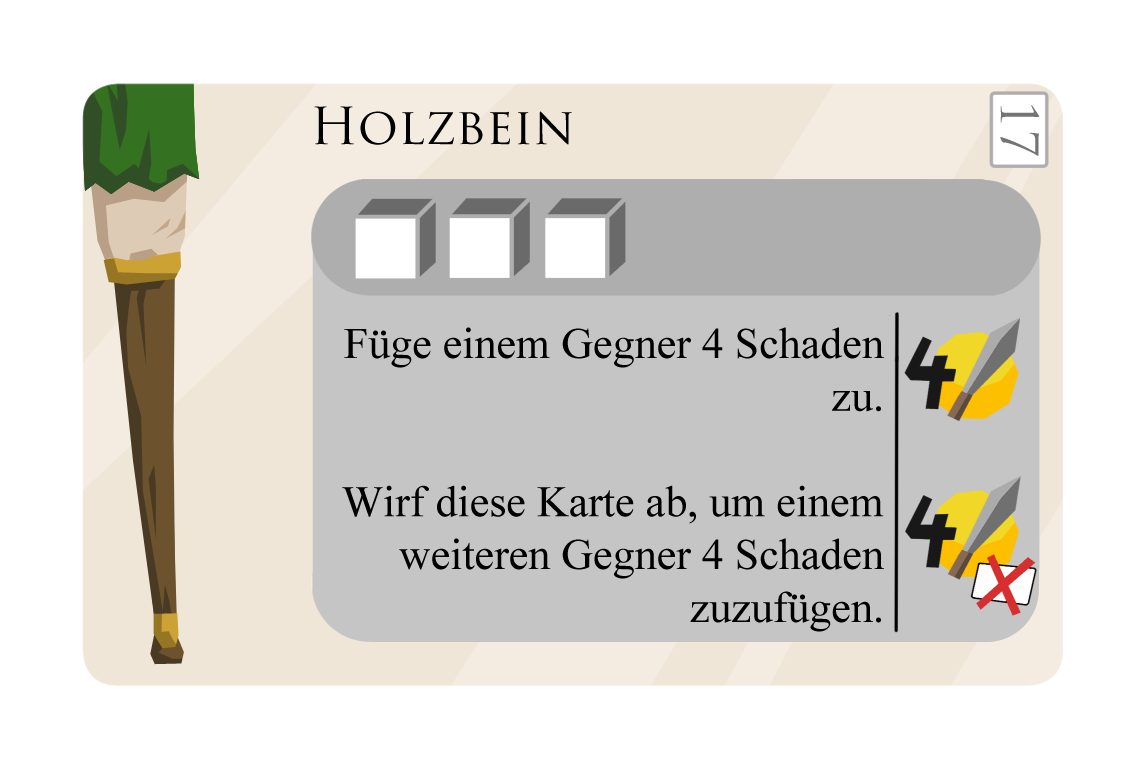 17
HOLZBEIN
Füge einem Gegner 4 Schaden
zu.
4
Wirf diese Karte ab, um einem
weiteren Gegner 4 Schaden
zuzufügen.
4